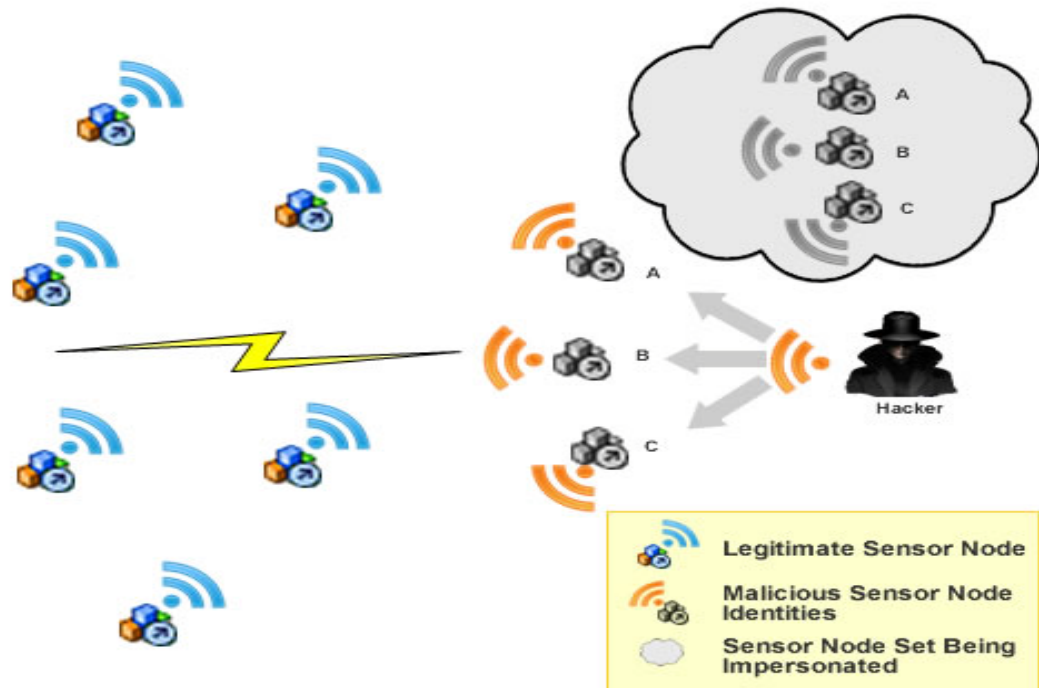 A
B
C
A
B
C
Hacker
Legitimate Sensor Node
Malicious Sensor Node
Identities
Sensor Node Set Being
Impersonated